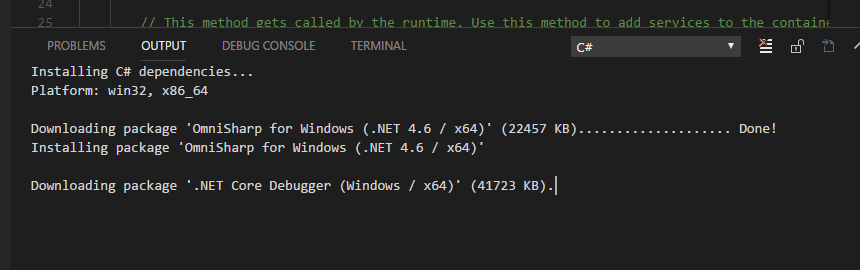 24
25 // This method gets called by the runtime. Use this method to add services to the containe
PROBLEMS OUTPUT DEBUG CONSOLE TERMINAL C#
Installing C# dependencies...
Platform: win32, x86_64
Downloading package 'OmniSharp for Windows (.NET 4.6 / x64)' (22457 KB).................... Done!
Installing package 'OmniSharp for Windows (.NET 4.6 / x64)'
Downloading package '.NET Core Debugger (Windows / x64)' (41723 KB).